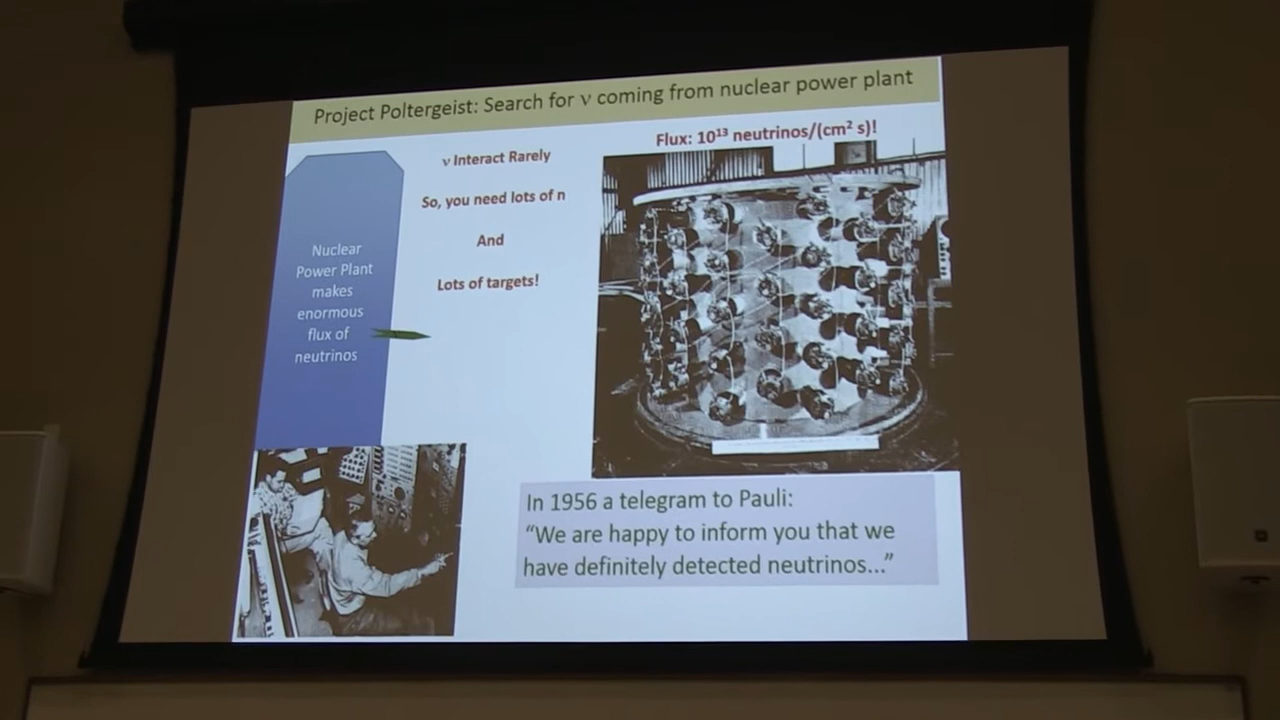 Project Poltergeist: Search for ν coming from nuclear power plant
Flux: 10¹³ neutrinos/(cm² s)!
ν Interact Rarely
So, you need lots of n
And
Lots of targets!
Nuclear
Power Plant
makes
enormous
flux of
neutrinos
In 1956 a telegram to Pauli:
“We are happy to inform you that we
have definitely detected neutrinos...”